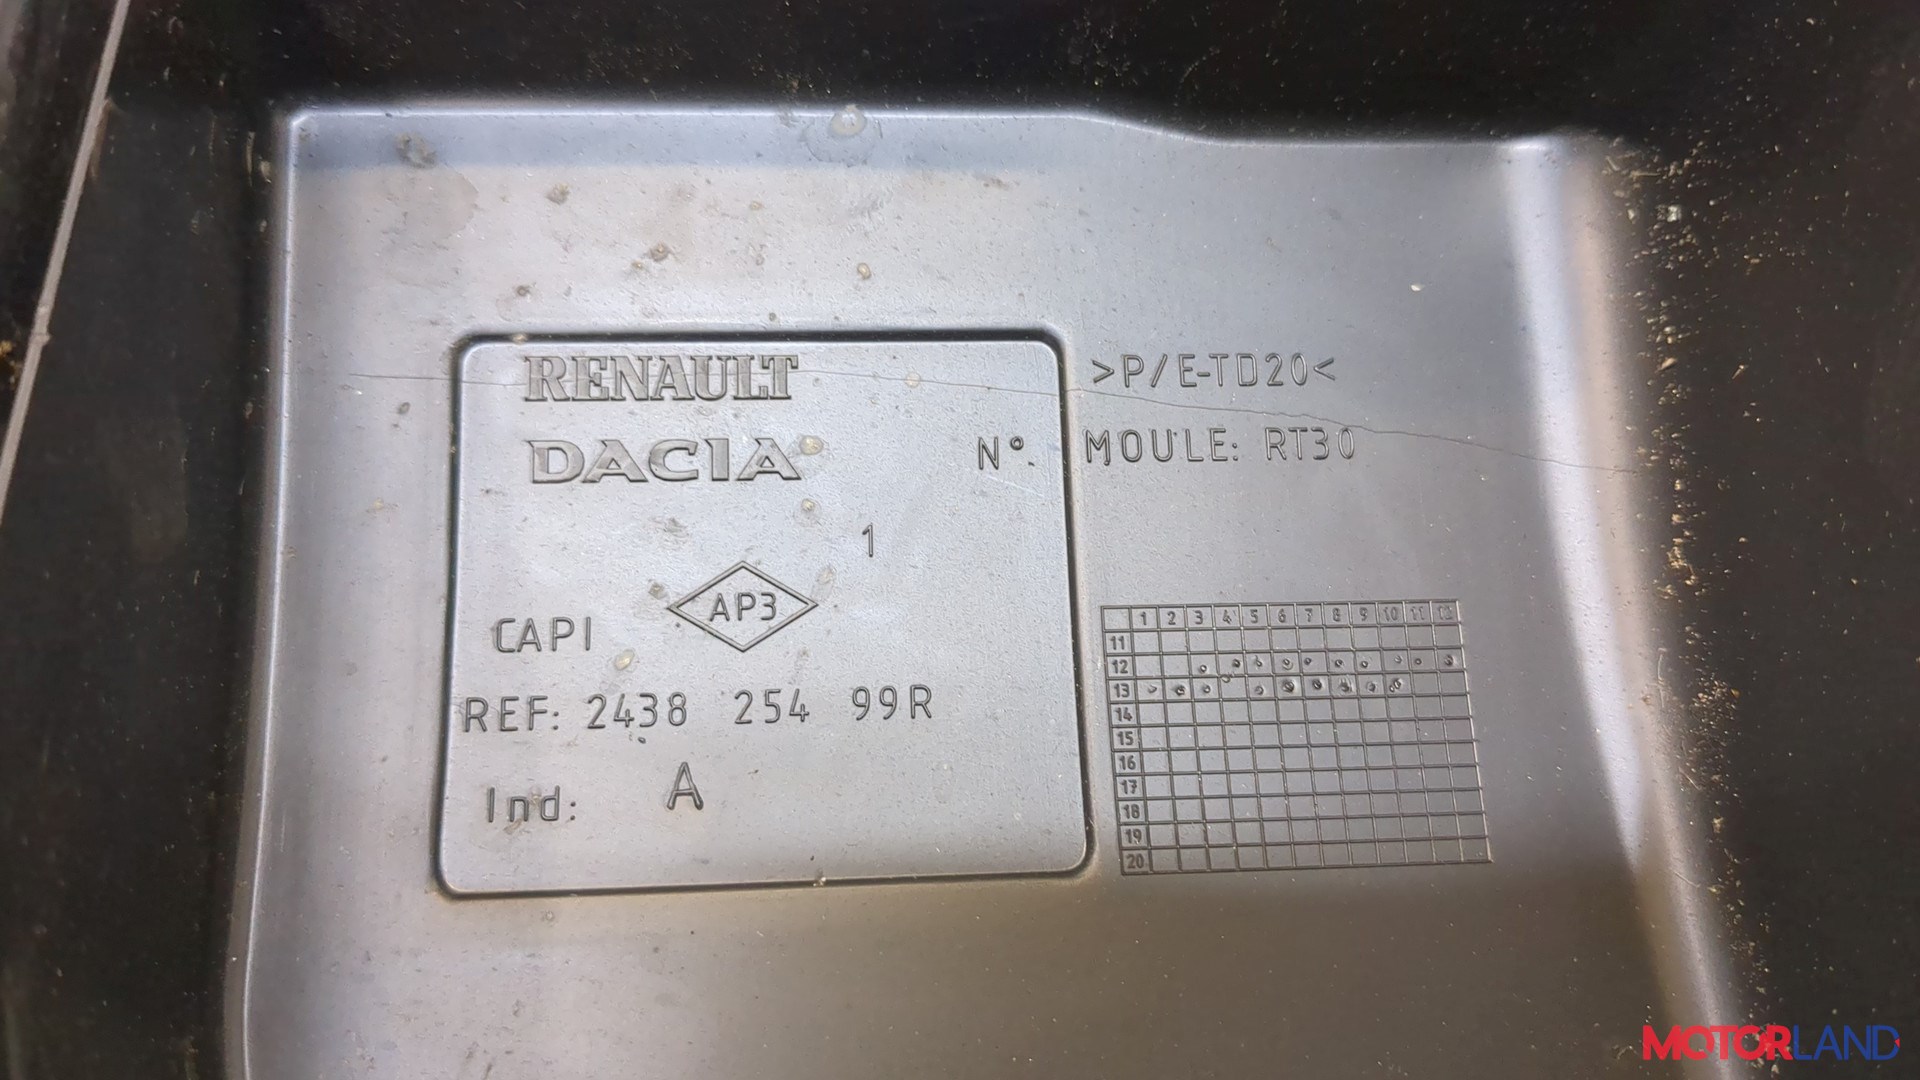 RENAULT
DACIA
1
AP3
CAPI
REF: 2438 254 99R
Ind: A
>P/E-TD20<
N°. MOULE: RT30
1 2 3 4 5 6 7 8 9 10 11 12
11
12
13
14
15
16
17
18
19
20
MOTORLAND